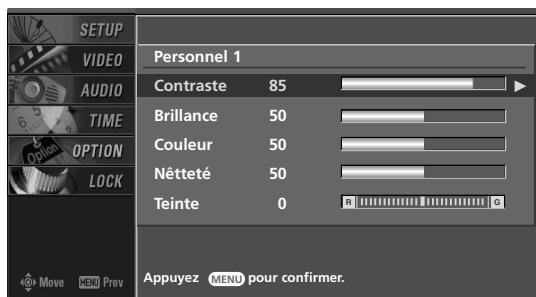 SETUP
VIDEO
AUDIO
TIME
OPTION
LOCK
Move MENU Prev
Personnel 1
Contraste 85
Brillance 50
Couleur 50
Nêtteté 50
Teinte 0 R G
Appuyez MENU pour confirmer.
Option